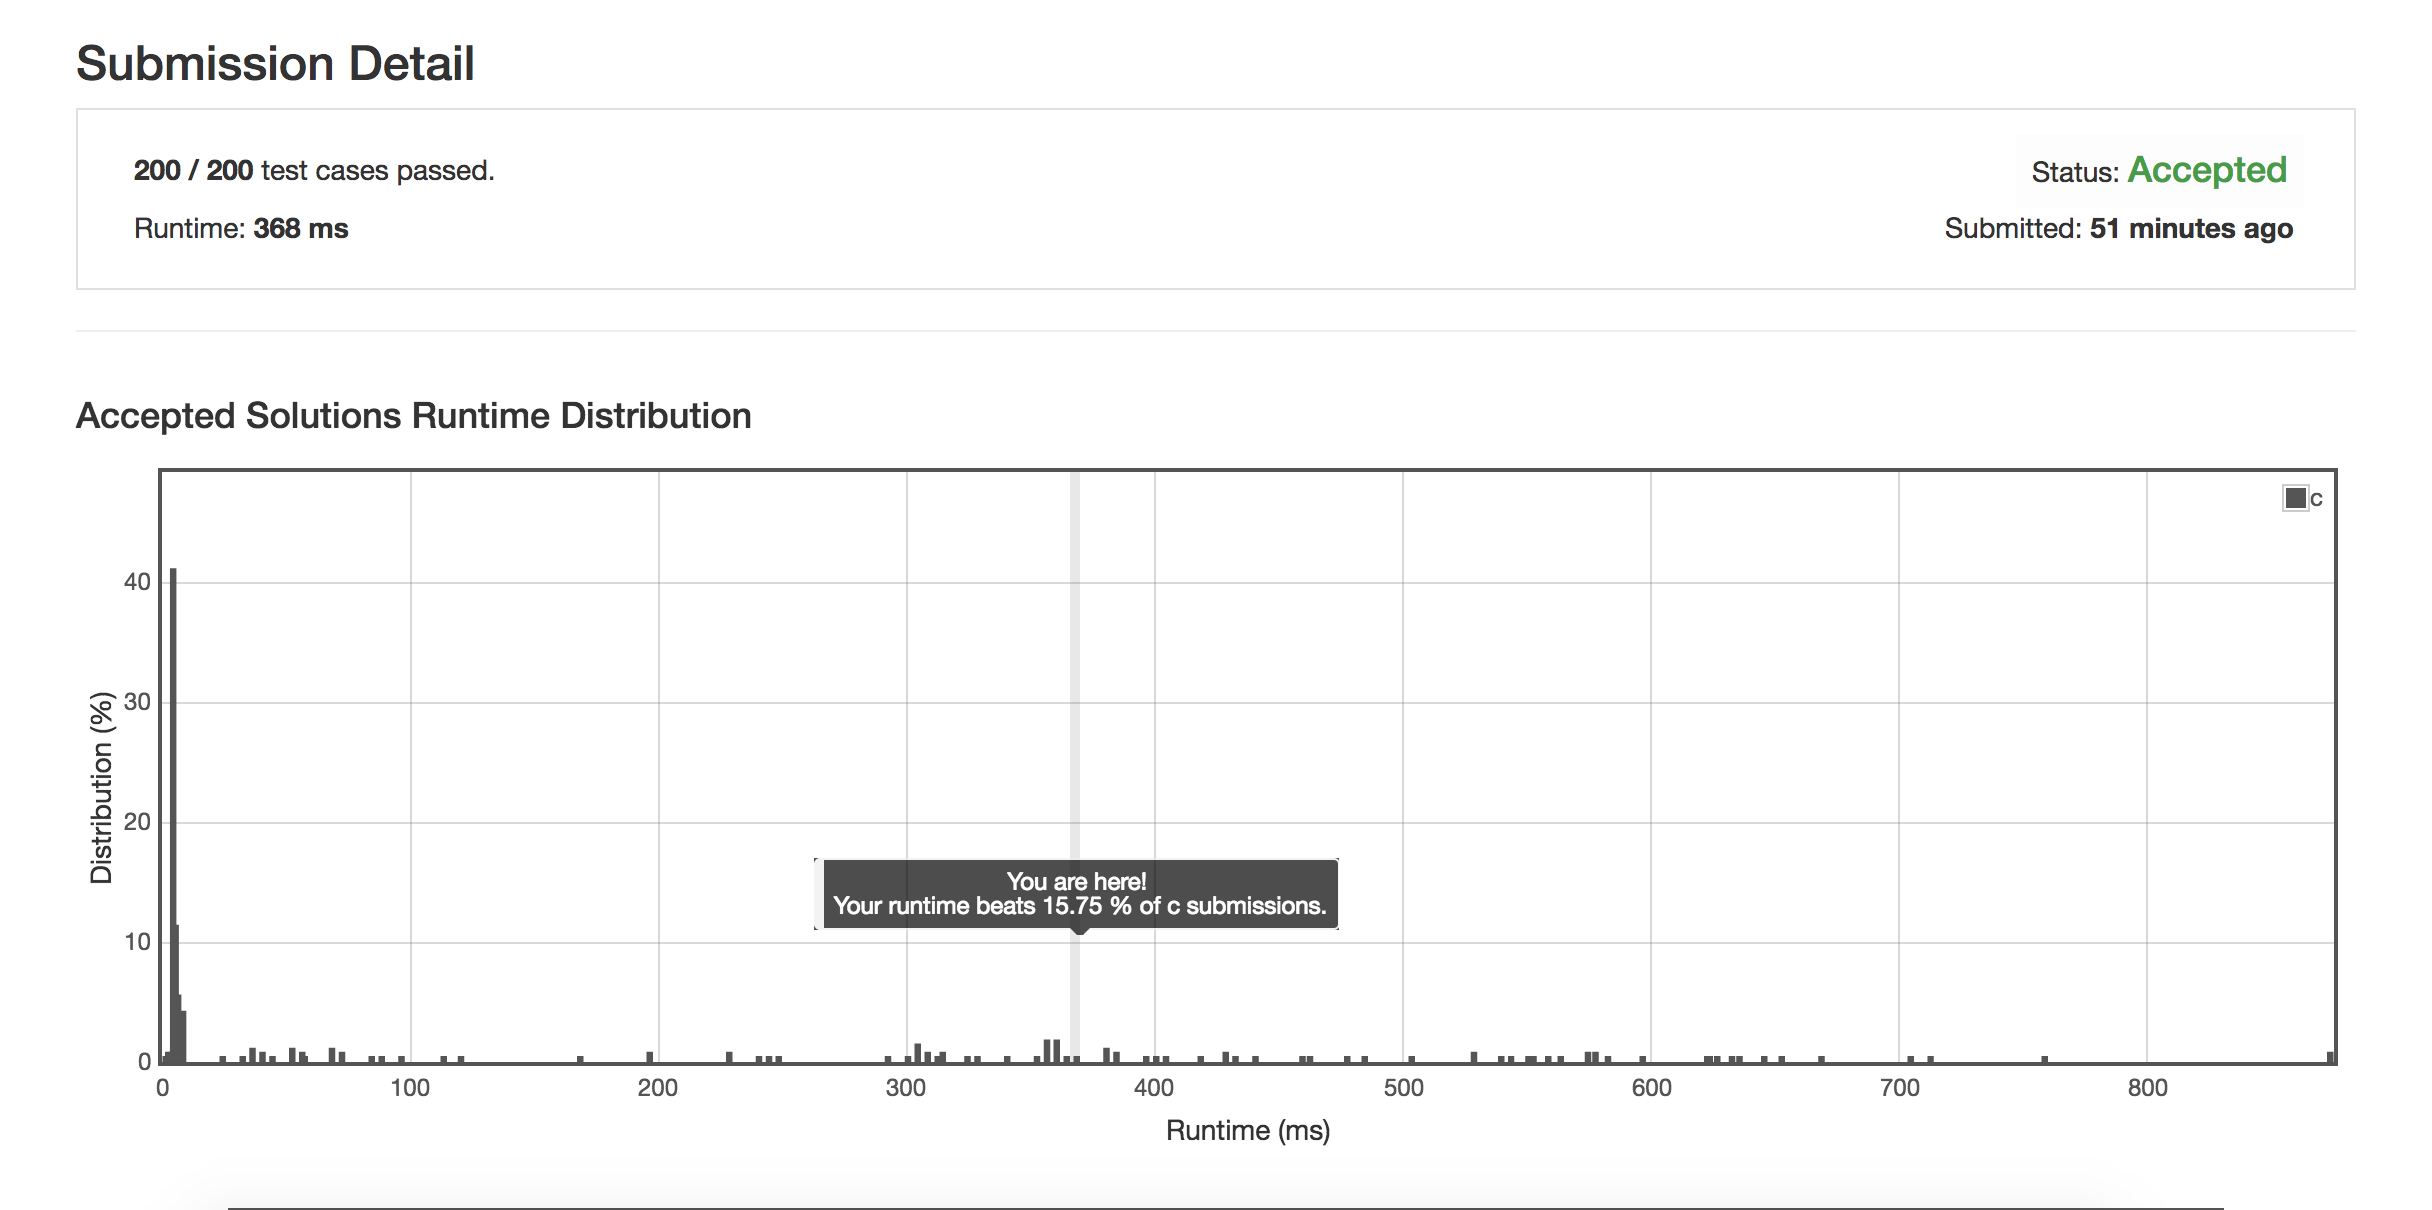 Submission Detail
200 / 200 test cases passed.
Status: Accepted
Runtime: 368 ms
Submitted: 51 minutes ago
Accepted Solutions Runtime Distribution
c
40
30
20
10
0
Distribution (%)
You are here!
Your runtime beats 15.75 % of c submissions.
0 100 200 300 400 500 600 700 800
Runtime (ms)